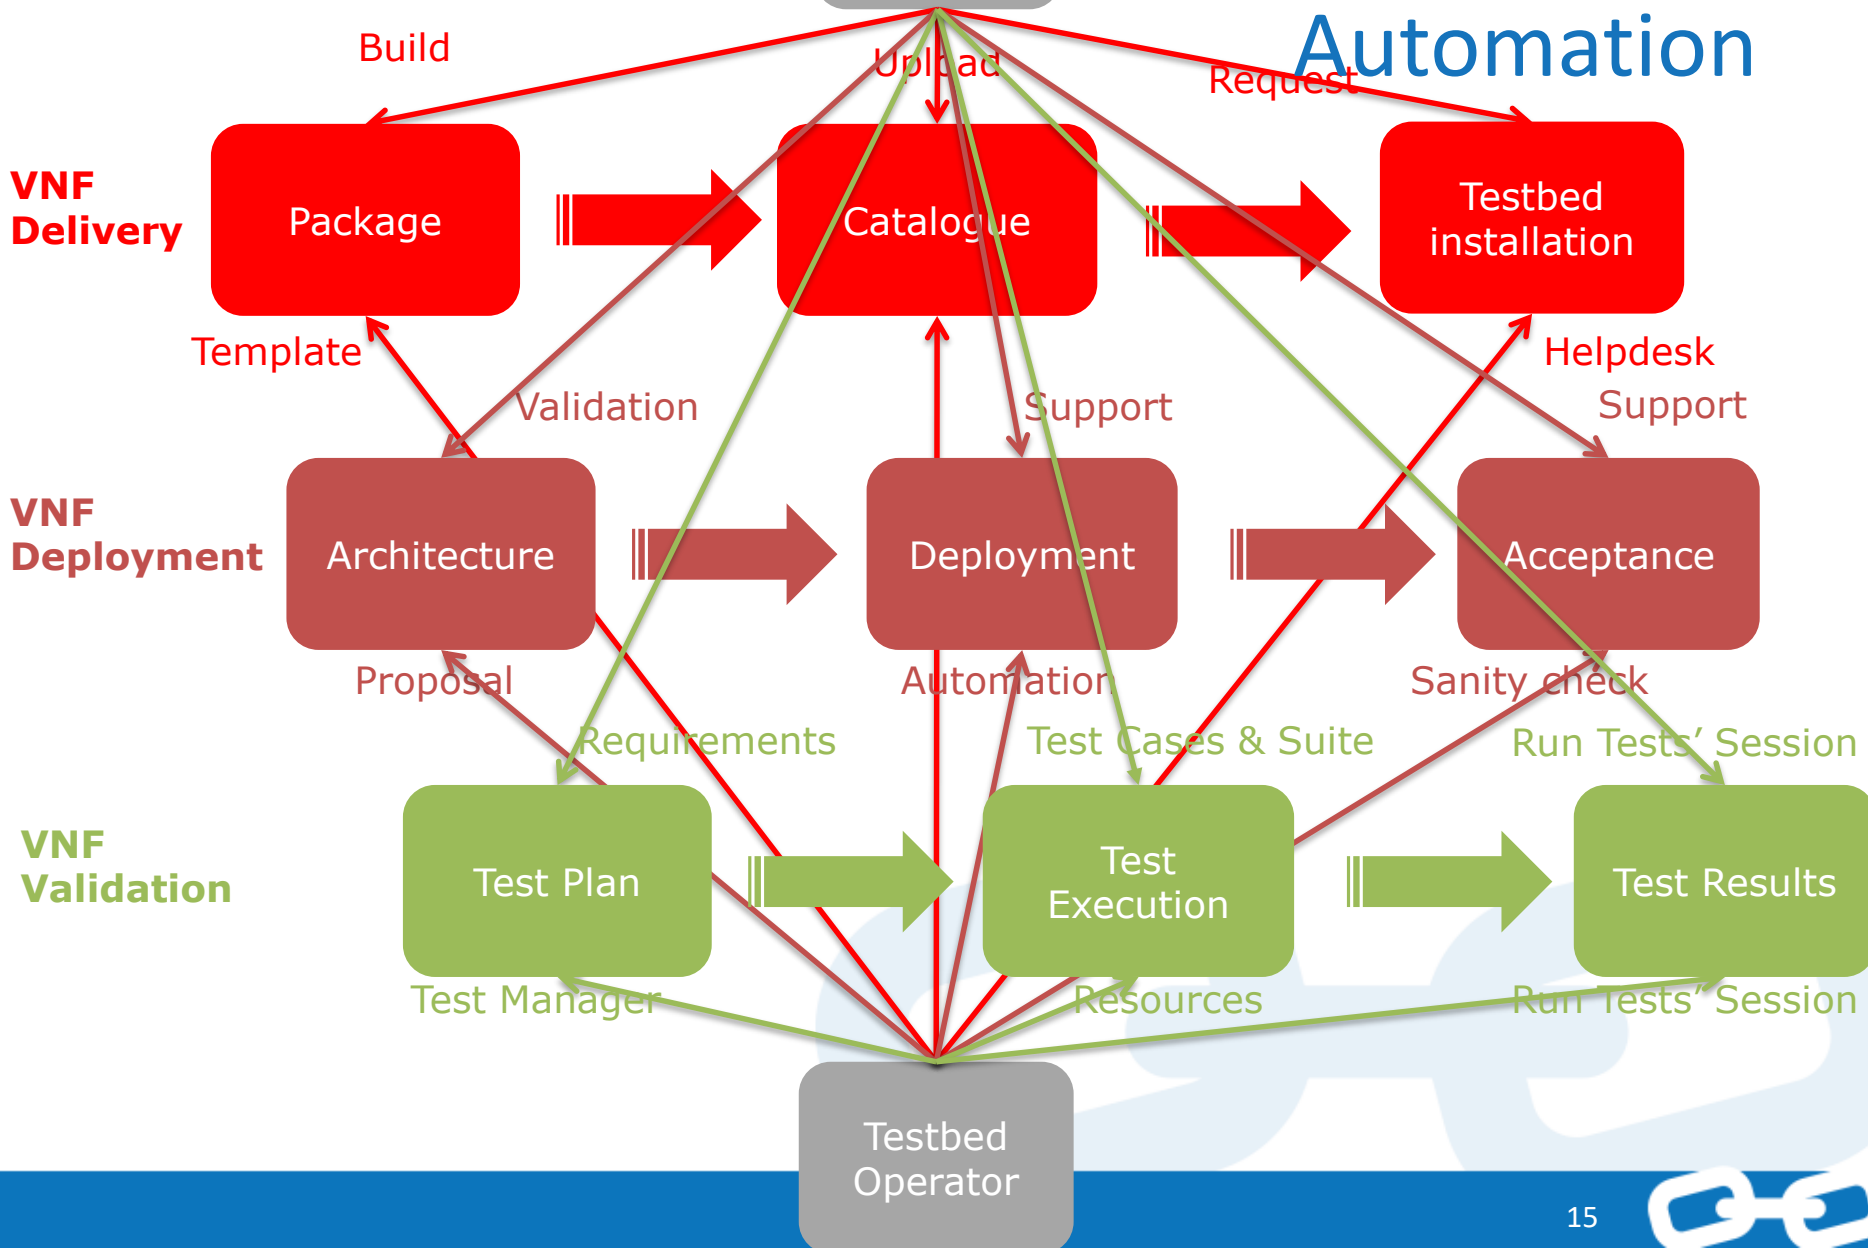 Automation
Build
Upload
Request
VNF
Delivery
Package
Catalogue
Testbed
installation
Template
Helpdesk
Validation
Support
Support
VNF
Deployment
Architecture
Deployment
Acceptance
Proposal
Automation
Sanity check
Requirements
Test Cases & Suite
Run Tests’ Session
VNF
Validation
Test Plan
Test
Execution
Test Results
Test Manager
Resources
Run Tests’ Session
Testbed
Operator
15